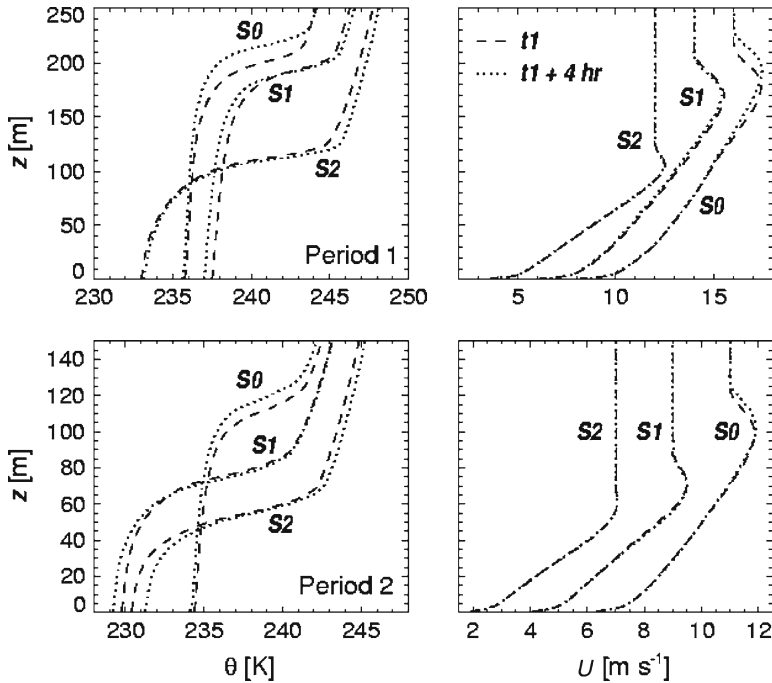 250
200
150
100
50
0
z [m]
S0
S1
S2
Period 1
230
235
240
245
250
t1
t1 + 4 hr
S1
S2
S0
5
10
15
140
120
100
80
60
40
20
0
z [m]
S0
S1
S2
Period 2
230
235
240
245
θ [K]
S2
S1
S0
2
4
6
8
10
12
U [m s⁻¹]